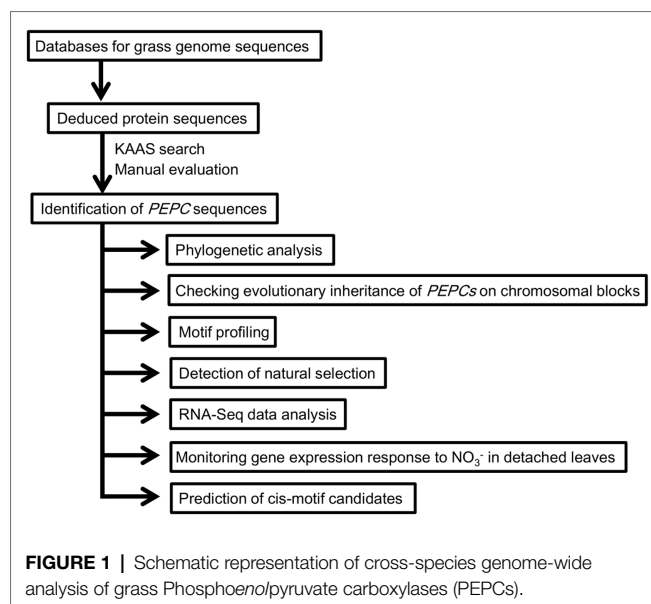 Databases for grass genome sequences
Deduced protein sequences
KAAS search
Manual evaluation
Identification of PEPC sequences
Phylogenetic analysis
Checking evolutionary inheritance of PEPCs on chromosomal blocks
Motif profiling
Detection of natural selection
RNA-Seq data analysis
Monitoring gene expression response to NO₃⁻ in detached leaves
Prediction of cis-motif candidates
FIGURE 1 | Schematic representation of cross-species genome-wide
analysis of grass Phosphoenolpyruvate carboxylases (PEPCs).